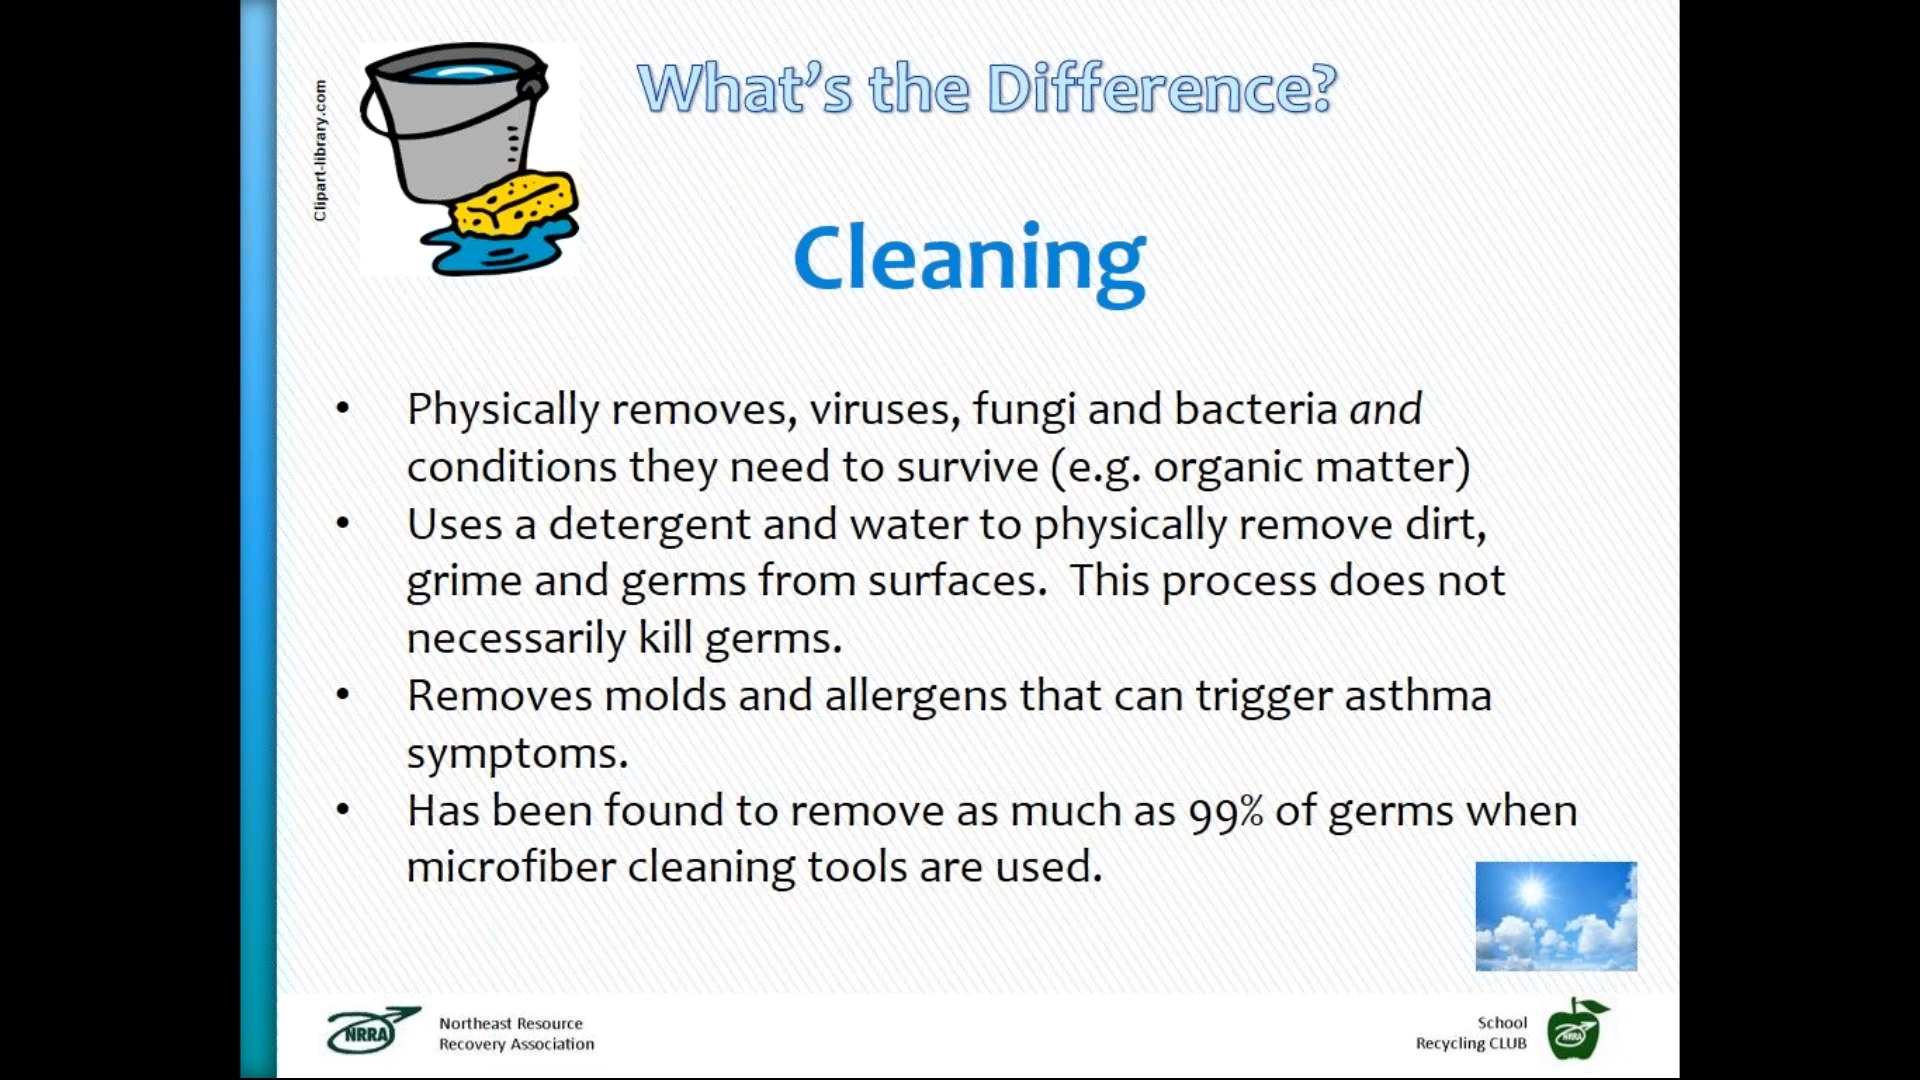 Clipart-library.com
What's the Difference?
Cleaning
• Physically removes, viruses, fungi and bacteria and
conditions they need to survive (e.g. organic matter)
• Uses a detergent and water to physically remove dirt,
grime and germs from surfaces.  This process does not
necessarily kill germs.
• Removes molds and allergens that can trigger asthma
symptoms.
• Has been found to remove as much as 99% of germs when
microfiber cleaning tools are used.
NRRA
Northeast Resource
Recovery Association
School
Recycling CLUB
NRRA